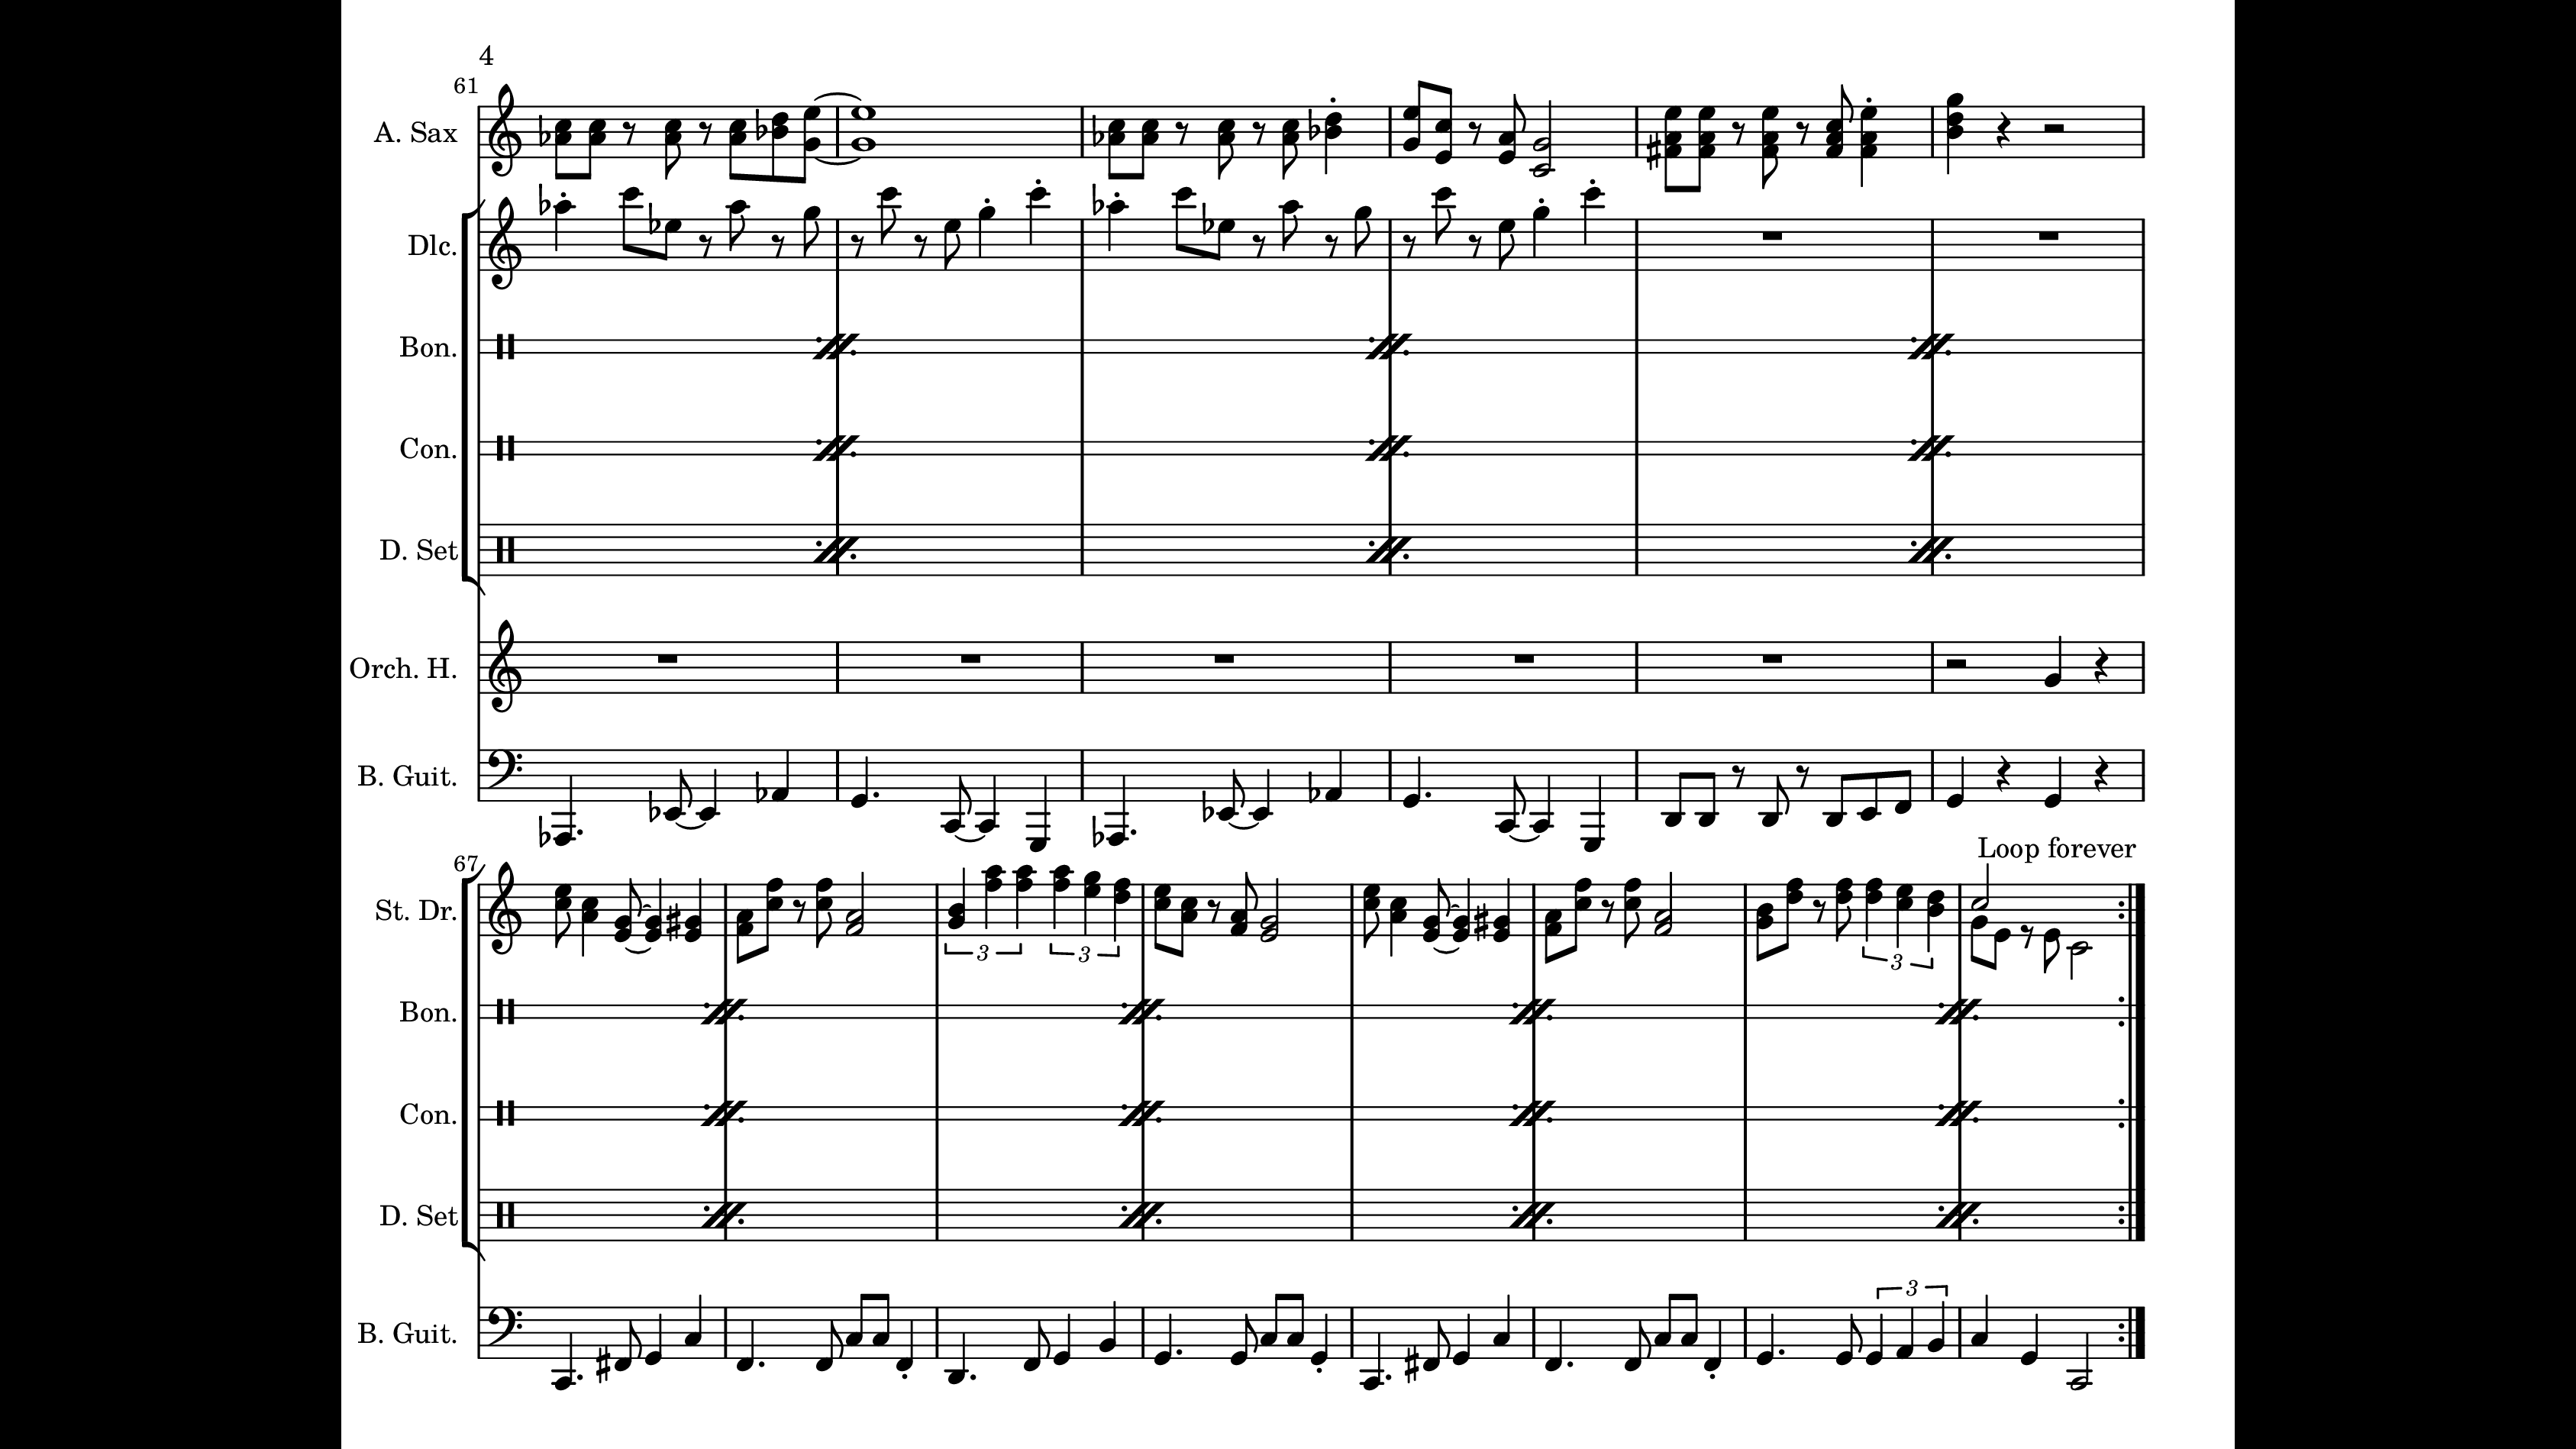 4
61
A. Sax
Dlc.
Bon.
Con.
D. Set
Orch. H.
B. Guit.
Loop forever
67
St. Dr.
3
3
3
Bon.
Con.
D. Set
3
B. Guit.